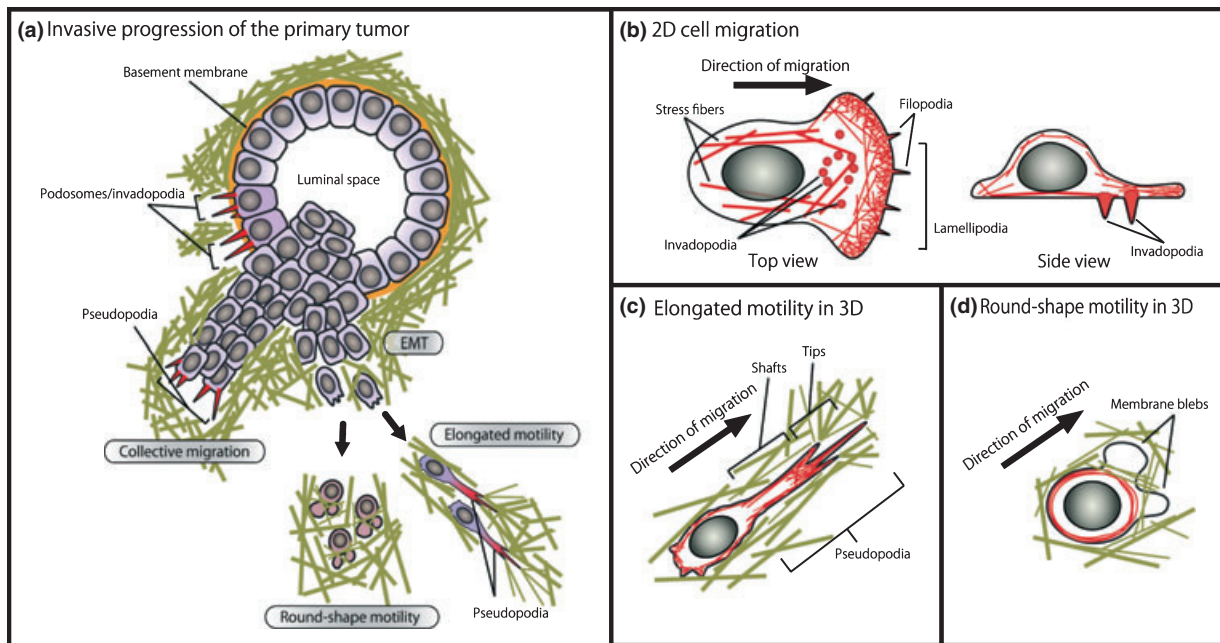 (a) Invasive progression of the primary tumor
Basement membrane
Luminal space
Podosomes/invadopodia
Pseudopodia
EMT
Collective migration
Elongated motility
Pseudopodia
Round-shape motility
(b) 2D cell migration
Direction of migration
Stress fibers
Filopodia
Lamellipodia
Invadopodia
Top view
Invadopodia
Side view
(c) Elongated motility in 3D
Tips
Shafts
Direction of migration
Pseudopodia
(d) Round-shape motility in 3D
Membrane blebs
Direction of migration